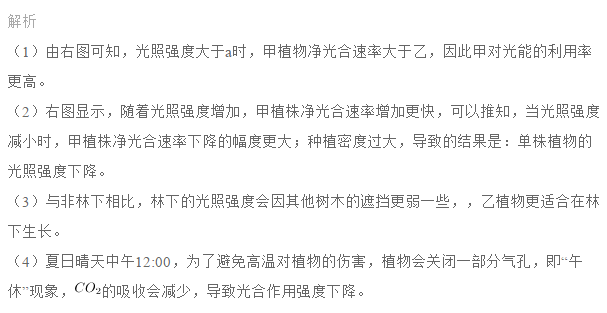 解析
（1）由右图可知，光照强度大于a时，甲植物净光合速率大于乙，因此甲对光能的利用率
更高。
（2）右图显示，随着光照强度增加，甲植株净光合速率增加更快，可以推知，当光照强度
减小时，甲植株净光合速率下降的幅度更大；种植密度过大，导致的结果是：单株植物的
光照强度下降。
（3）与非林下相比，林下的光照强度会因其他树木的遮挡更弱一些，，乙植物更适合在林
下生长。
（4）夏日晴天中午12:00，为了避免高温对植物的伤害，植物会关闭一部分气孔，即“午
休”现象，CO₂的吸收会减少，导致光合作用强度下降。